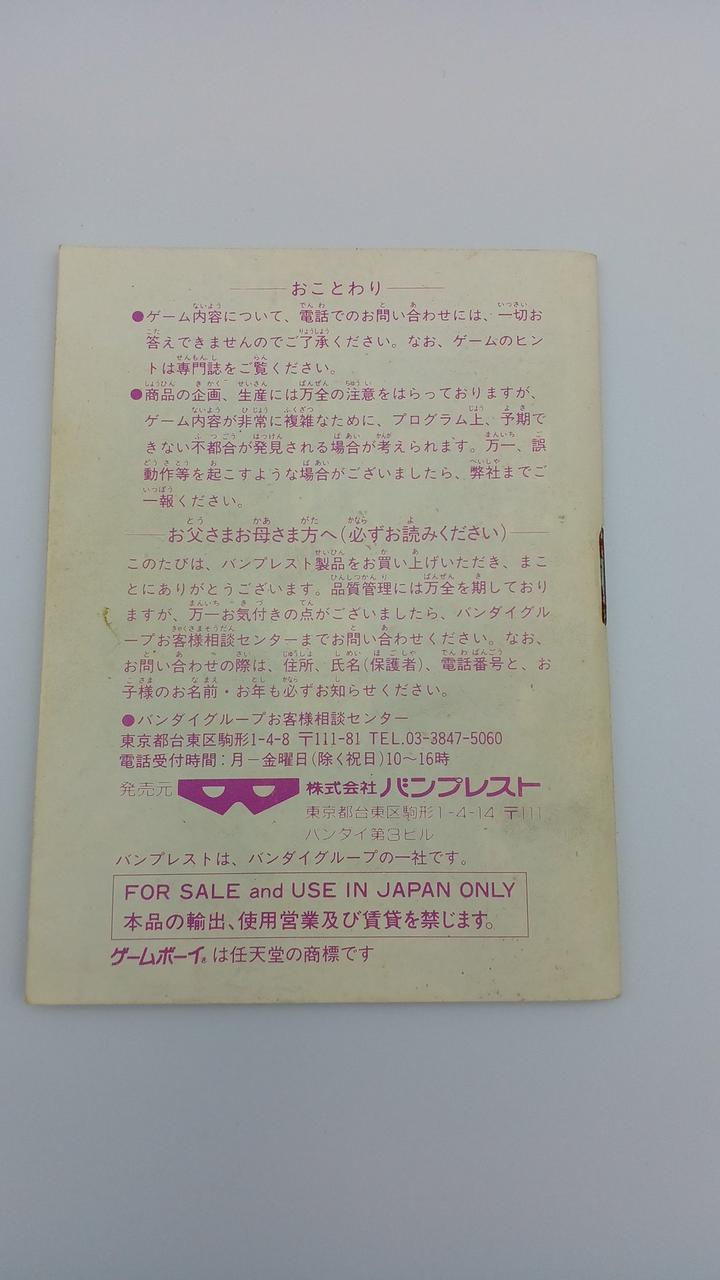 おことわり
●ゲーム内容について、電話でのお問い合わせには、一切お
答えできませんのでご了承ください。なお、ゲームのヒン
トは専門誌をご覧ください。
●商品の企画、生産には万全の注意をはらっておりますが、
ゲーム内容が非常に複雑なために、プログラム上、予期で
きない不都合が発見される場合が考えられます。万一、誤
動作等を起こすような場合がございましたら、弊社までご
一報ください。
お父さまお母さま方へ(必ずお読みください)
このたびは、バンプレスト製品をお買い上げいただき、まこ
とにありがとうございます。品質管理には万全を期しており
ますが、万一お気付きの点がございましたら、バンダイグル
ープお客様相談センターまでお問い合わせください。なお、
お問い合わせの際は、住所、氏名(保護者)、電話番号と、お
子様のお名前・お年も必ずお知らせください。
●バンダイグループお客様相談センター
東京都台東区駒形1-4-8 〒111-81 TEL.03-3847-5060
電話受付時間:月−金曜日(除く祝日)10〜16時
発売元 株式会社バンプレスト
東京都台東区駒形1-4-14 〒111
バンダイ第3ビル
バンプレストは、バンダイグループの一社です。
FOR SALE and USE IN JAPAN ONLY
本品の輸出、使用営業及び賃貸を禁じます。
ゲームボーイ®は任天堂の商標です